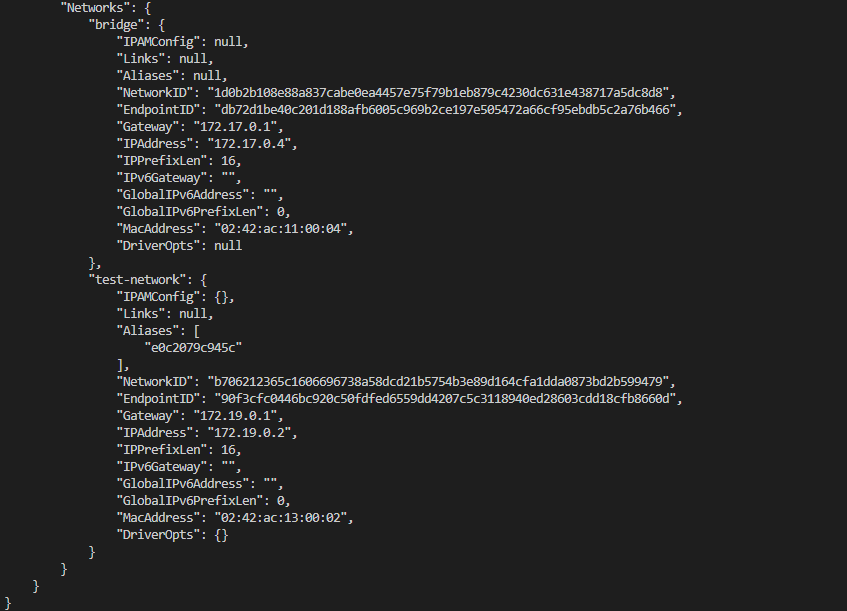 "Networks": {
"bridge": {
"IPAMConfig": null,
"Links": null,
"Aliases": null,
"NetworkID": "1d0b2b108e88a837cabe0ea4457e75f79b1eb879c4230dc631e438717a5dc8d8",
"EndpointID": "db72d1be40c201d188afb6005c969b2ce197e505472a66cf95ebdb5c2a76b466",
"Gateway": "172.17.0.1",
"IPAddress": "172.17.0.4",
"IPPrefixLen": 16,
"IPv6Gateway": "",
"GlobalIPv6Address": "",
"GlobalIPv6PrefixLen": 0,
"MacAddress": "02:42:ac:11:00:04",
"DriverOpts": null
},
"test-network": {
"IPAMConfig": {},
"Links": null,
"Aliases": [
"e0c2079c945c"
],
"NetworkID": "b706212365c1606696738a58dcd21b5754b3e89d164cfa1dda0873bd2b599479",
"EndpointID": "90f3cfc0446bc920c50fdfed6559dd4207c5c3118940ed28603cdd18cfb8660d",
"Gateway": "172.19.0.1",
"IPAddress": "172.19.0.2",
"IPPrefixLen": 16,
"IPv6Gateway": "",
"GlobalIPv6Address": "",
"GlobalIPv6PrefixLen": 0,
"MacAddress": "02:42:ac:13:00:02",
"DriverOpts": {}
}
}
}
}